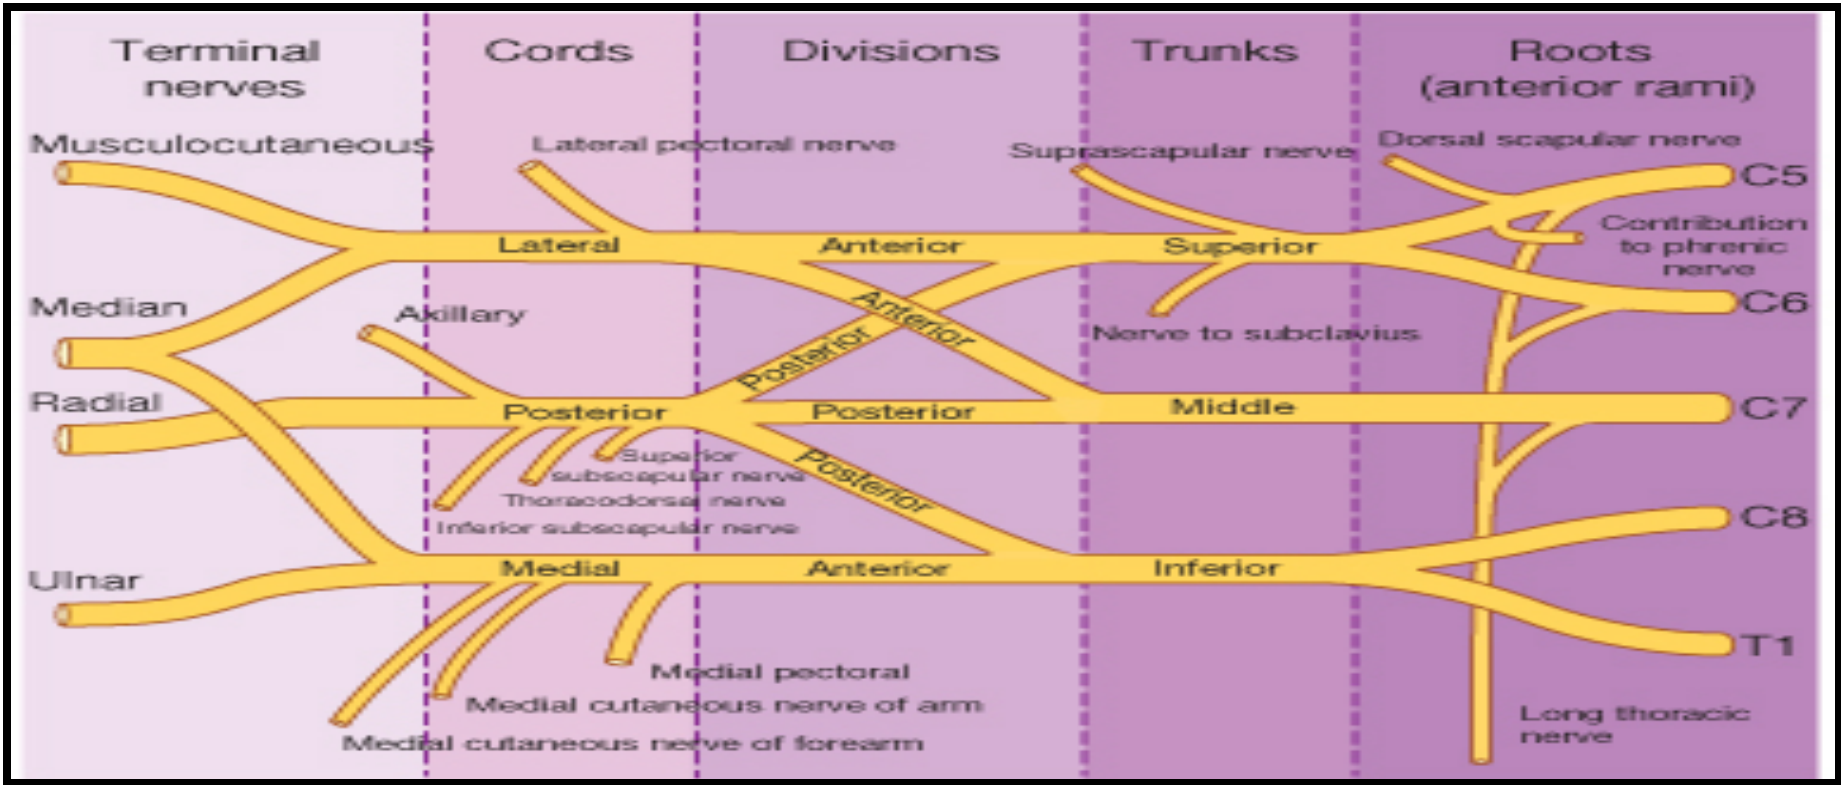 Terminal
nerves
Cords
Divisions
Trunks
Roots
(anterior rami)
Musculocutaneous
Lateral pectoral nerve
Suprascapular nerve
Dorsal scapular nerve
C5
Contribution
to phrenic
nerve
Lateral
Anterior
Superior
Median
Axillary
Anterior
Posterior
Nerve to subclavius
C6
Radial
Posterior
Posterior
Middle
C7
Superior
subscapular nerve
Thoracodorsal nerve
Inferior subscapular nerve
Posterior
C8
Ulnar
Medial
Anterior
Inferior
T1
Medial pectoral
Medial cutaneous nerve of arm
Medial cutaneous nerve of forearm
Long thoracic
nerve